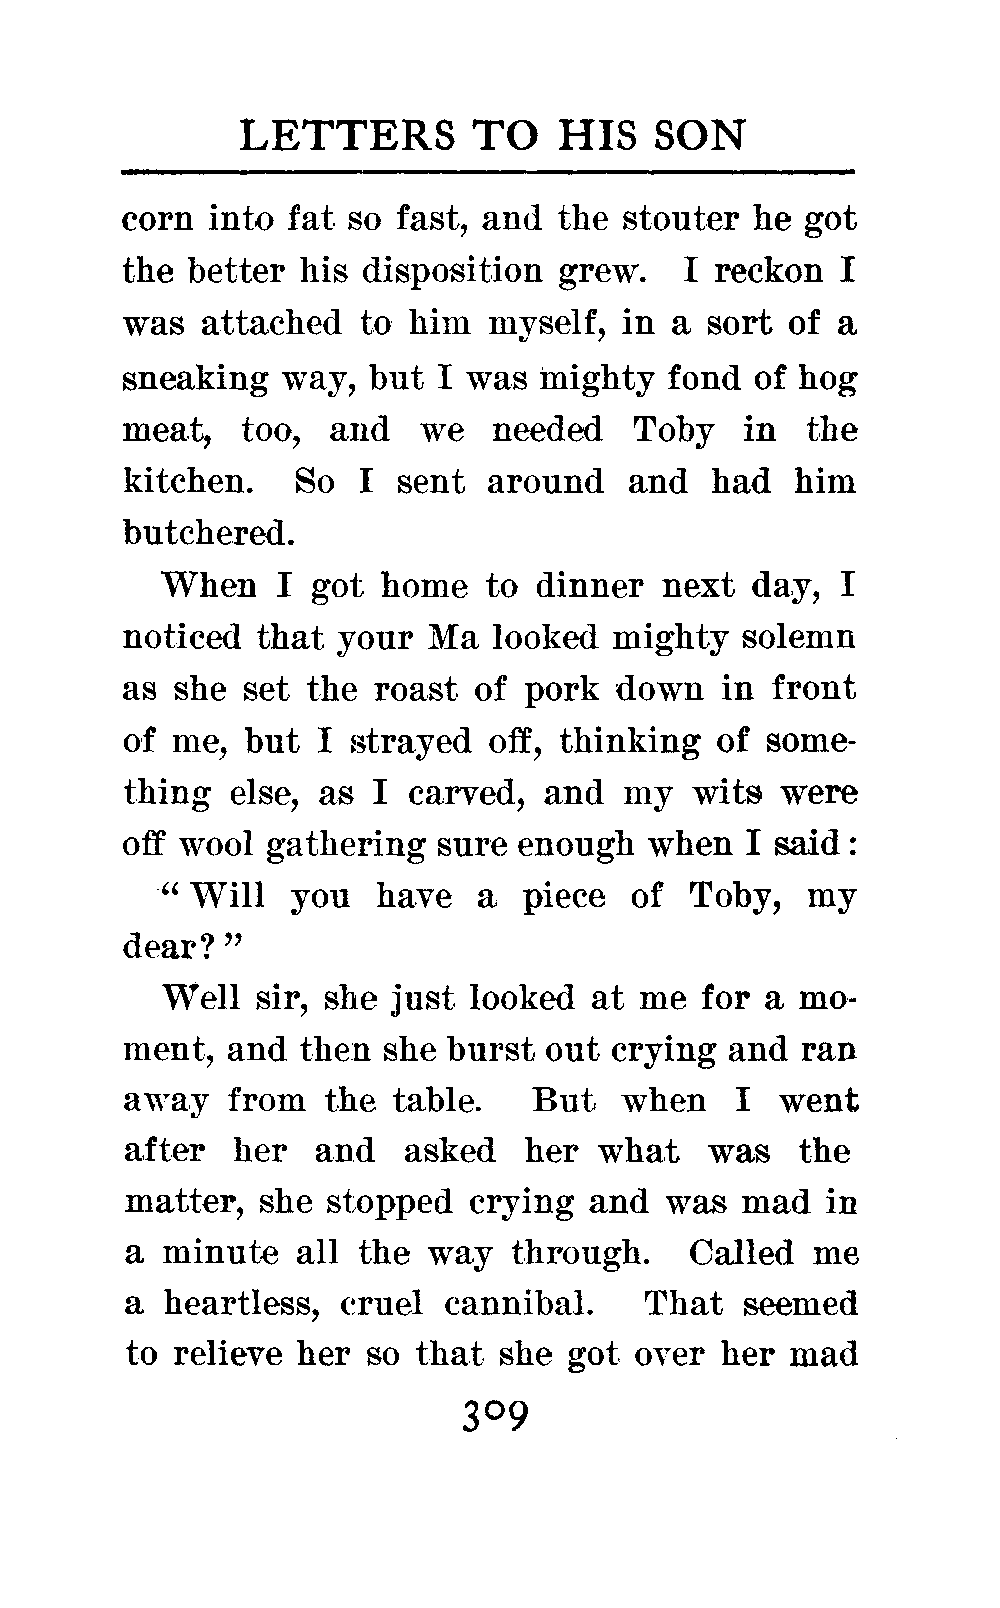 LETTERS TO HIS SON
corn into fat so fast, and the stouter he got
the better his disposition grew. I reckon I
was attached to him myself, in a sort of a
sneaking way, but I was mighty fond of hog
meat, too, and we needed Toby in the
kitchen. So I sent around and had him
butchered.
When I got home to dinner next day, I
noticed that your Ma looked mighty solemn
as she set the roast of pork down in front
of me, but I strayed off, thinking of some-
thing else, as I carved, and my wits were
off wool gathering sure enough when I said:
"Will you have a piece of Toby, my
dear?"
Well sir, she just looked at me for a mo-
ment, and then she burst out crying and ran
away from the table. But when I went
after her and asked her what was the
matter, she stopped crying and was mad in
a minute all the way through. Called me
a heartless, cruel cannibal. That seemed
to relieve her so that she got over her mad
309